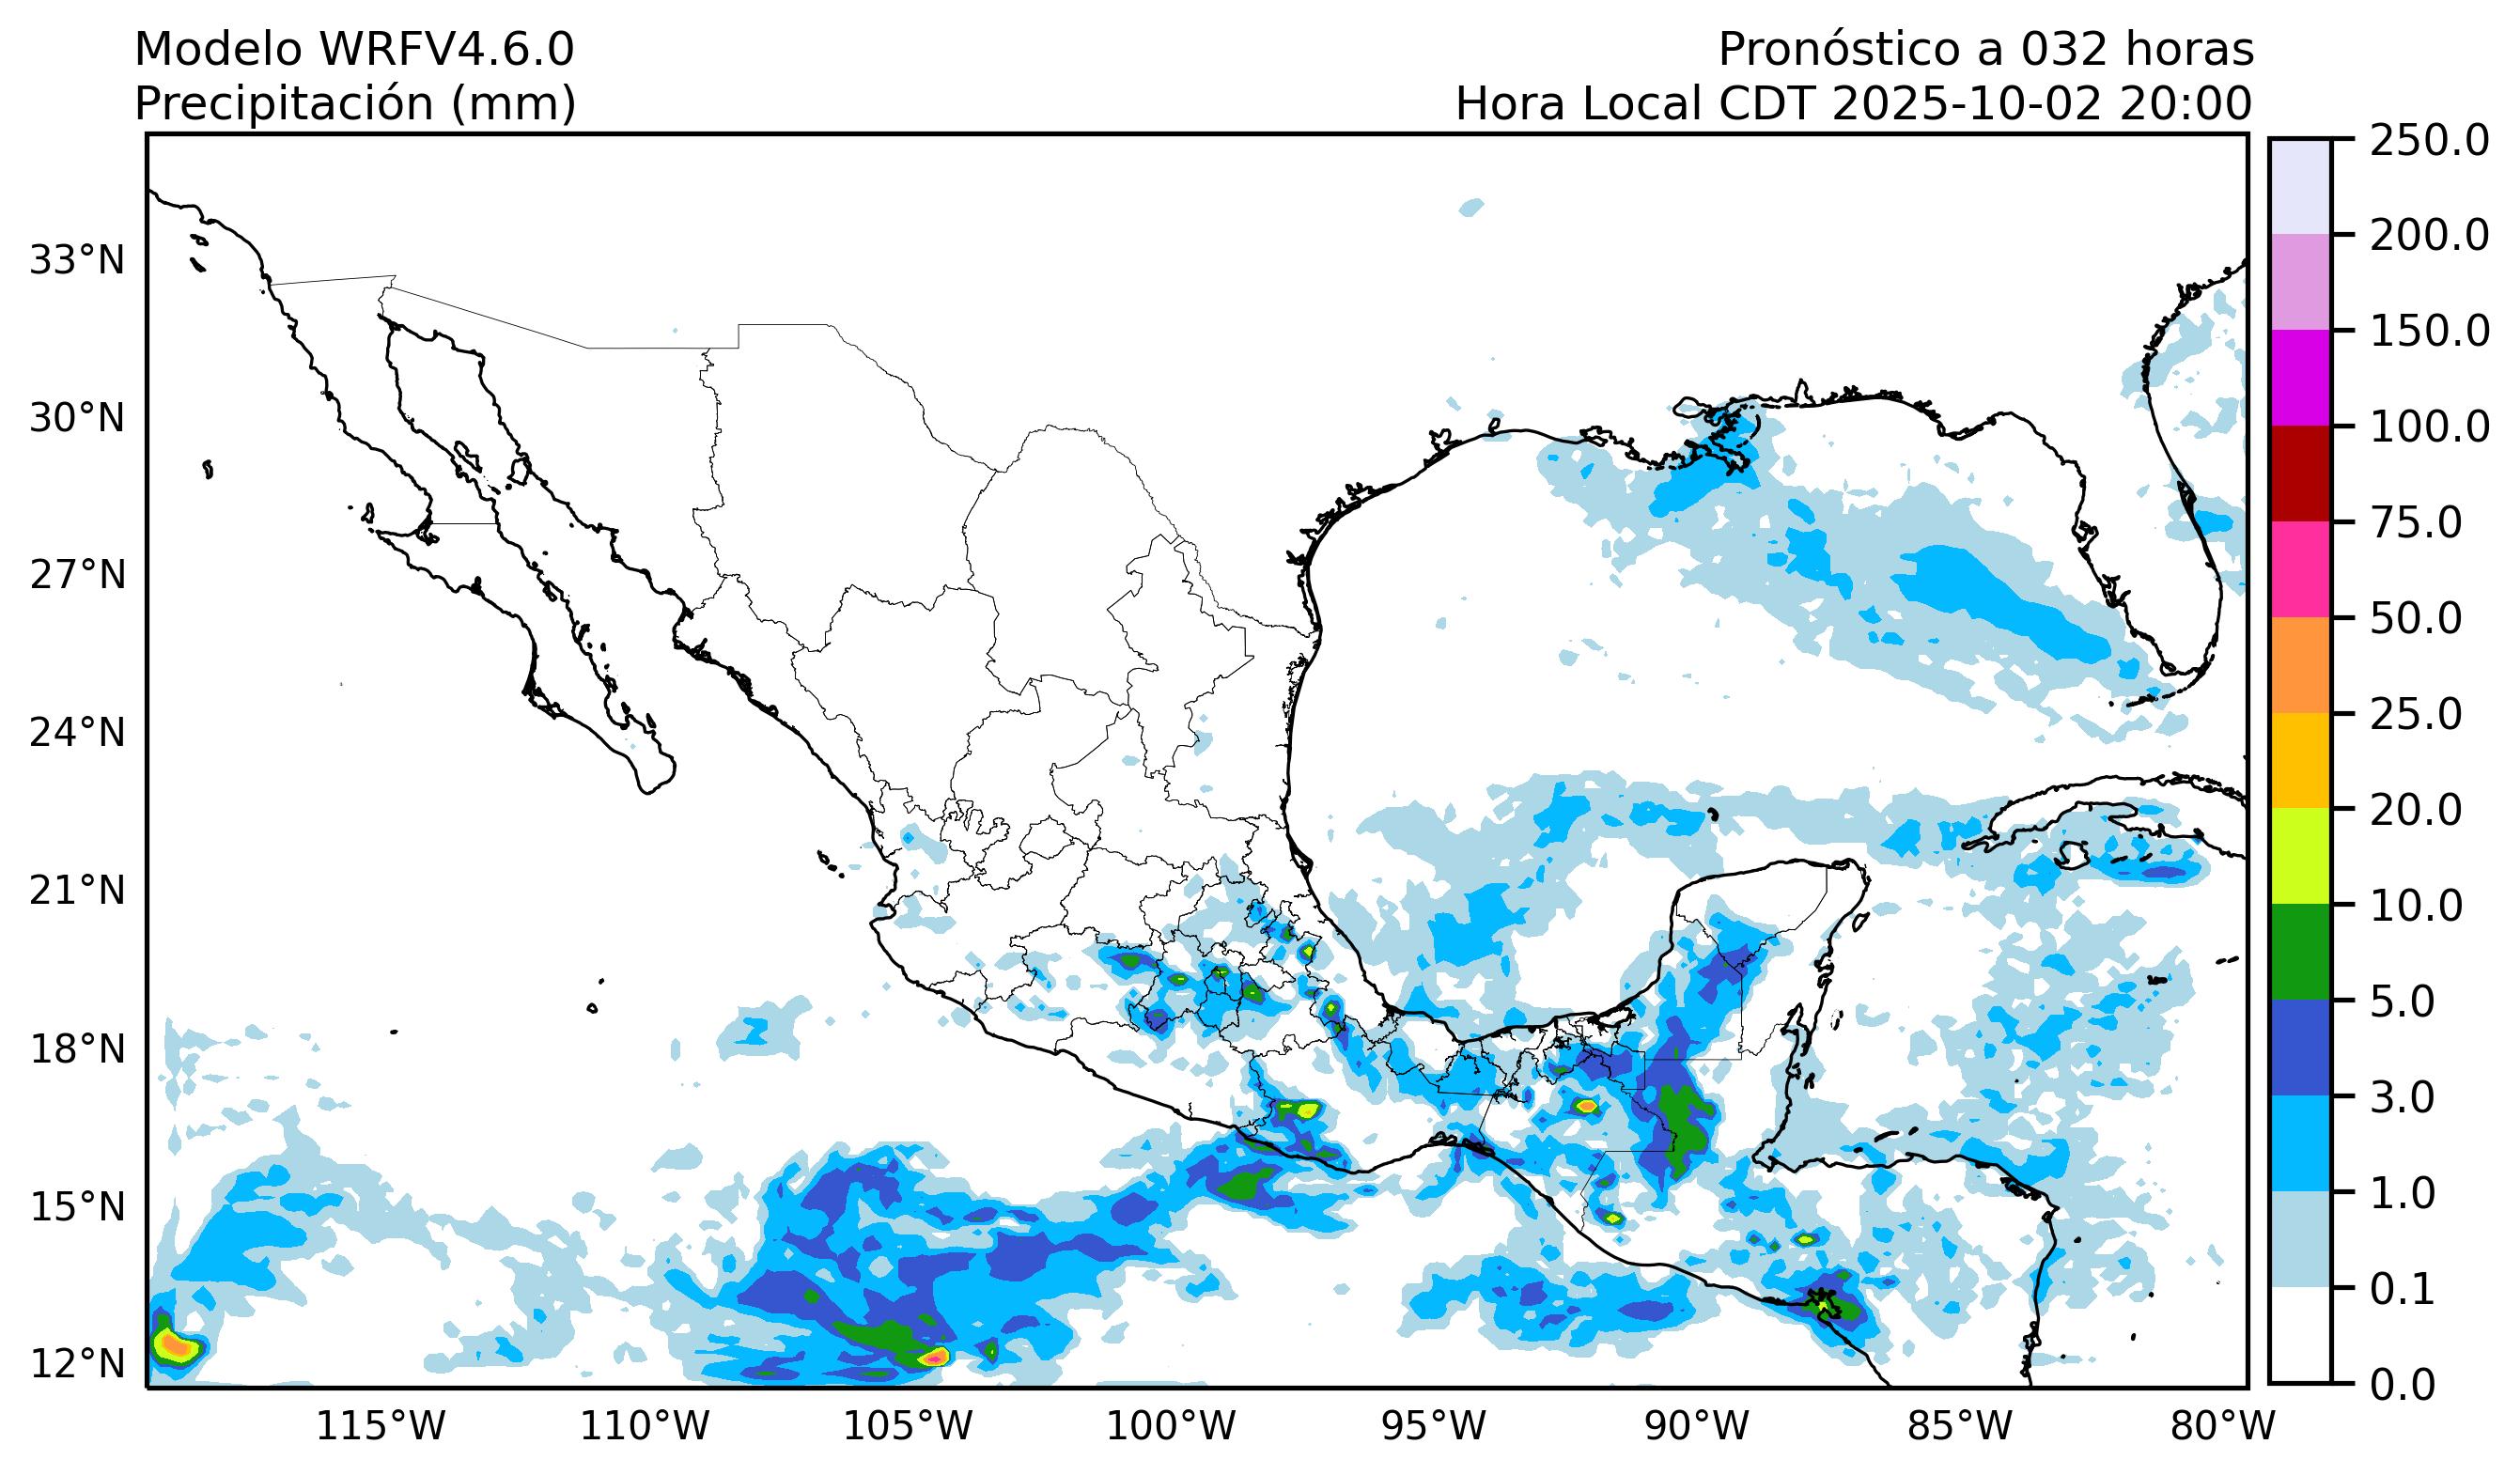 Modelo WRFV4.6.0
Precipitación (mm)
Pronóstico a 032 horas
Hora Local CDT 2025-10-02 20:00
33°N
30°N
27°N
24°N
21°N
18°N
15°N
12°N
115°W
110°W
105°W
100°W
95°W
90°W
85°W
80°W
250.0
200.0
150.0
100.0
75.0
50.0
25.0
20.0
10.0
5.0
3.0
1.0
0.1
0.0